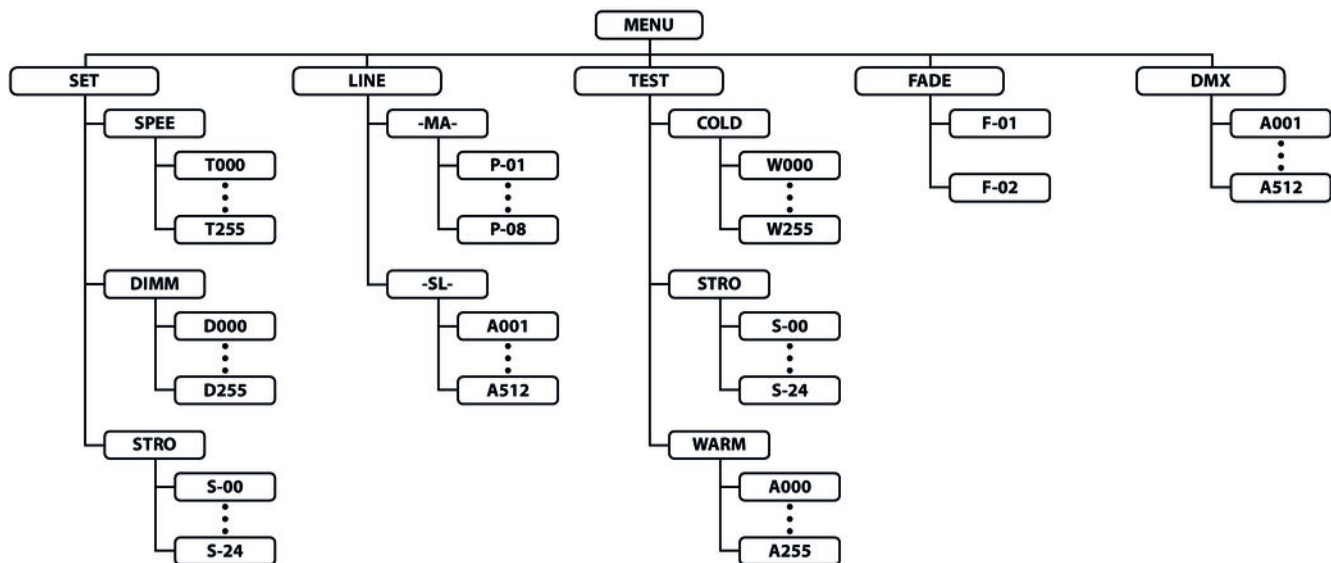 MENU
SET
LINE
TEST
FADE
DMX
SPEE
T000
T255
DIMM
D000
D255
STRO
S-00
S-24
-MA-
P-01
P-08
-SL-
A001
A512
COLD
W000
W255
STRO
S-00
S-24
WARM
A000
A255
F-01
F-02
A001
A512